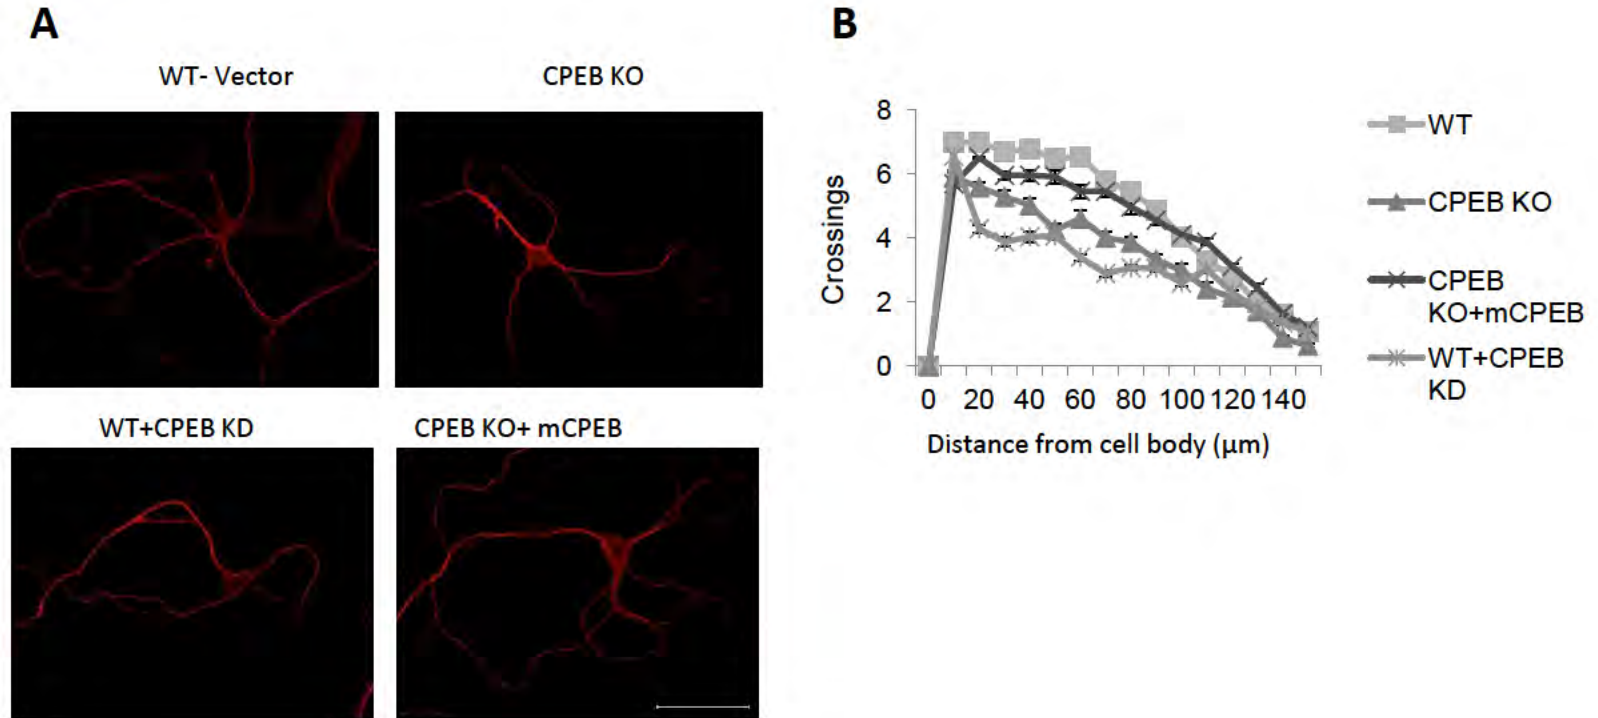 A
WT- Vector
CPEB KO
WT+CPEB KD
CPEB KO+ mCPEB
B
8
6
4
2
0
Crossings
0 20 40 60 80 100 120 140
Distance from cell body (μm)
WT
CPEB KO
CPEB
KO+mCPEB
WT+CPEB
KD